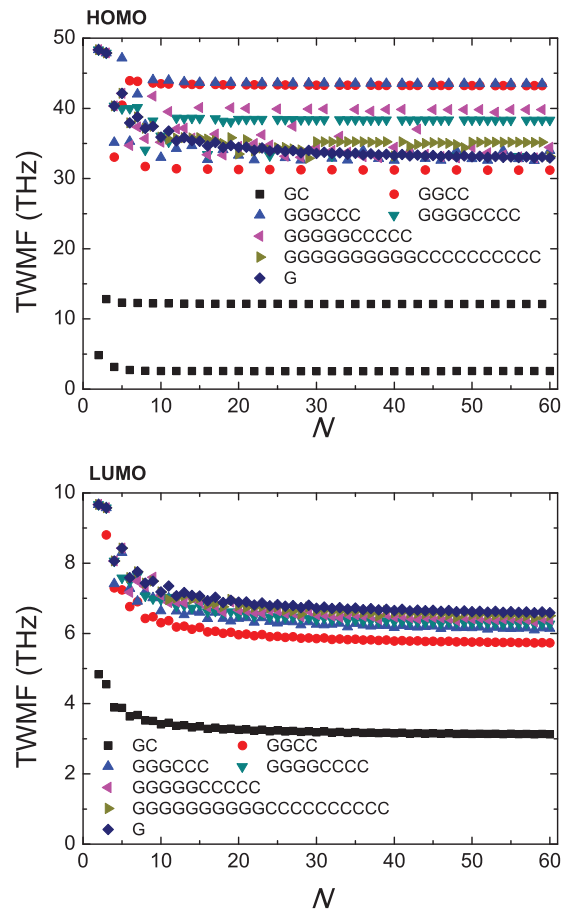 HOMO
50
40
30
20
10
0
TWMF (THz)
GC GGCC
GGGCCC GGGGCCCC
GGGGGCCCCC
GGGGGGGGGGCCCCCCCCCC
G
0 10 20 30 40 50 60
N
LUMO
10
8
6
4
2
0
TWMF (THz)
GC GGCC
GGGCCC GGGGCCCC
GGGGGCCCCC
GGGGGGGGGGCCCCCCCCCC
G
0 10 20 30 40 50 60
N